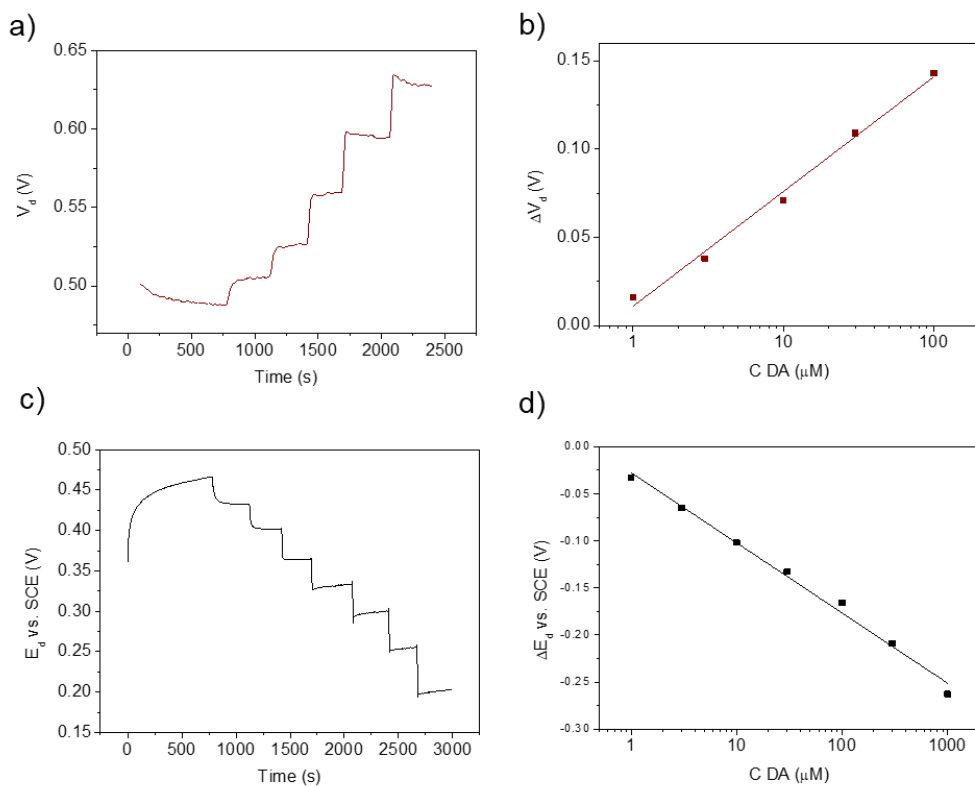 a)
0.65
0.60
0.55
0.50
V_d (V)
0 500 1000 1500 2000 2500
Time (s)
b)
0.15
0.10
0.05
0.00
ΔV_d (V)
1 10 100
C DA (μM)
c)
0.50
0.45
0.40
0.35
0.30
0.25
0.20
0.15
E_d vs. SCE (V)
0 500 1000 1500 2000 2500 3000
Time (s)
d)
0.00
-0.05
-0.10
-0.15
-0.20
-0.25
-0.30
ΔE_d vs. SCE (V)
1 10 100 1000
C DA (μM)